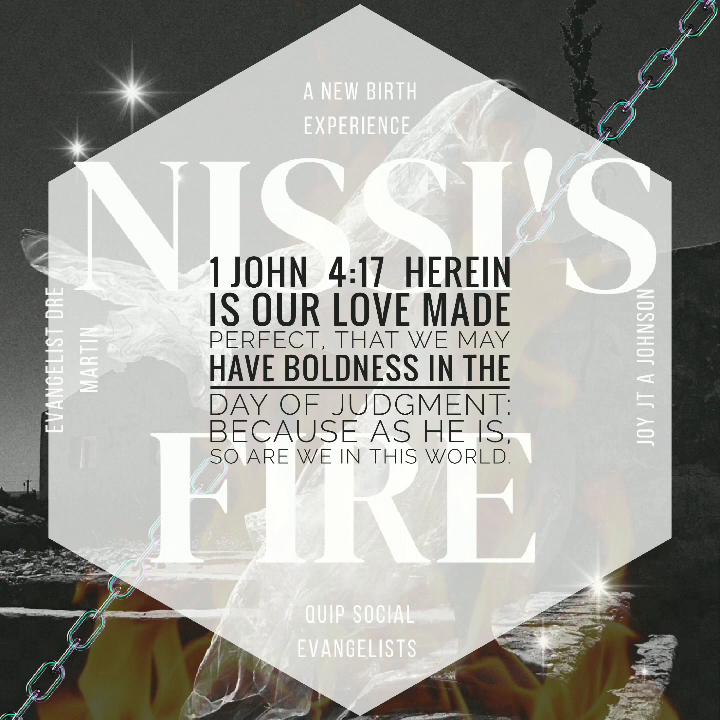 A NEW BIRTH
EXPERIENCE
NISSI'S
1 JOHN 4:17 HEREIN
IS OUR LOVE MADE
PERFECT, THAT WE MAY
HAVE BOLDNESS IN THE
DAY OF JUDGMENT:
BECAUSE AS HE IS,
SO ARE WE IN THIS WORLD.
EVANGELIST DRE
MARTIN
JOY JT A JOHNSON
FIRE
QUIP SOCIAL
EVANGELISTS